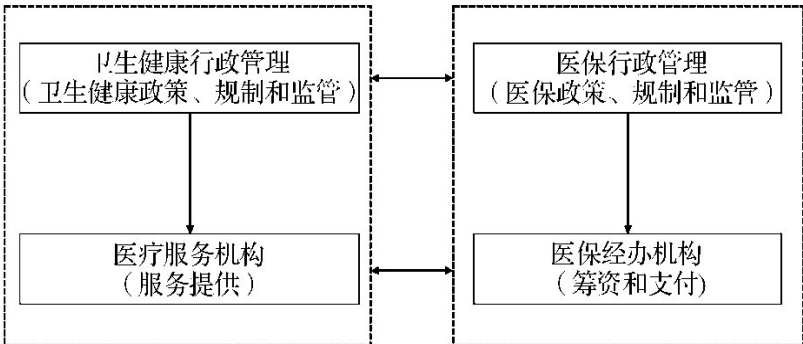 卫生健康行政管理
（卫生健康政策、规制和监管）
医保行政管理
（医保政策、规制和监管）
医疗服务机构
（服务提供）
医保经办机构
（筹资和支付)